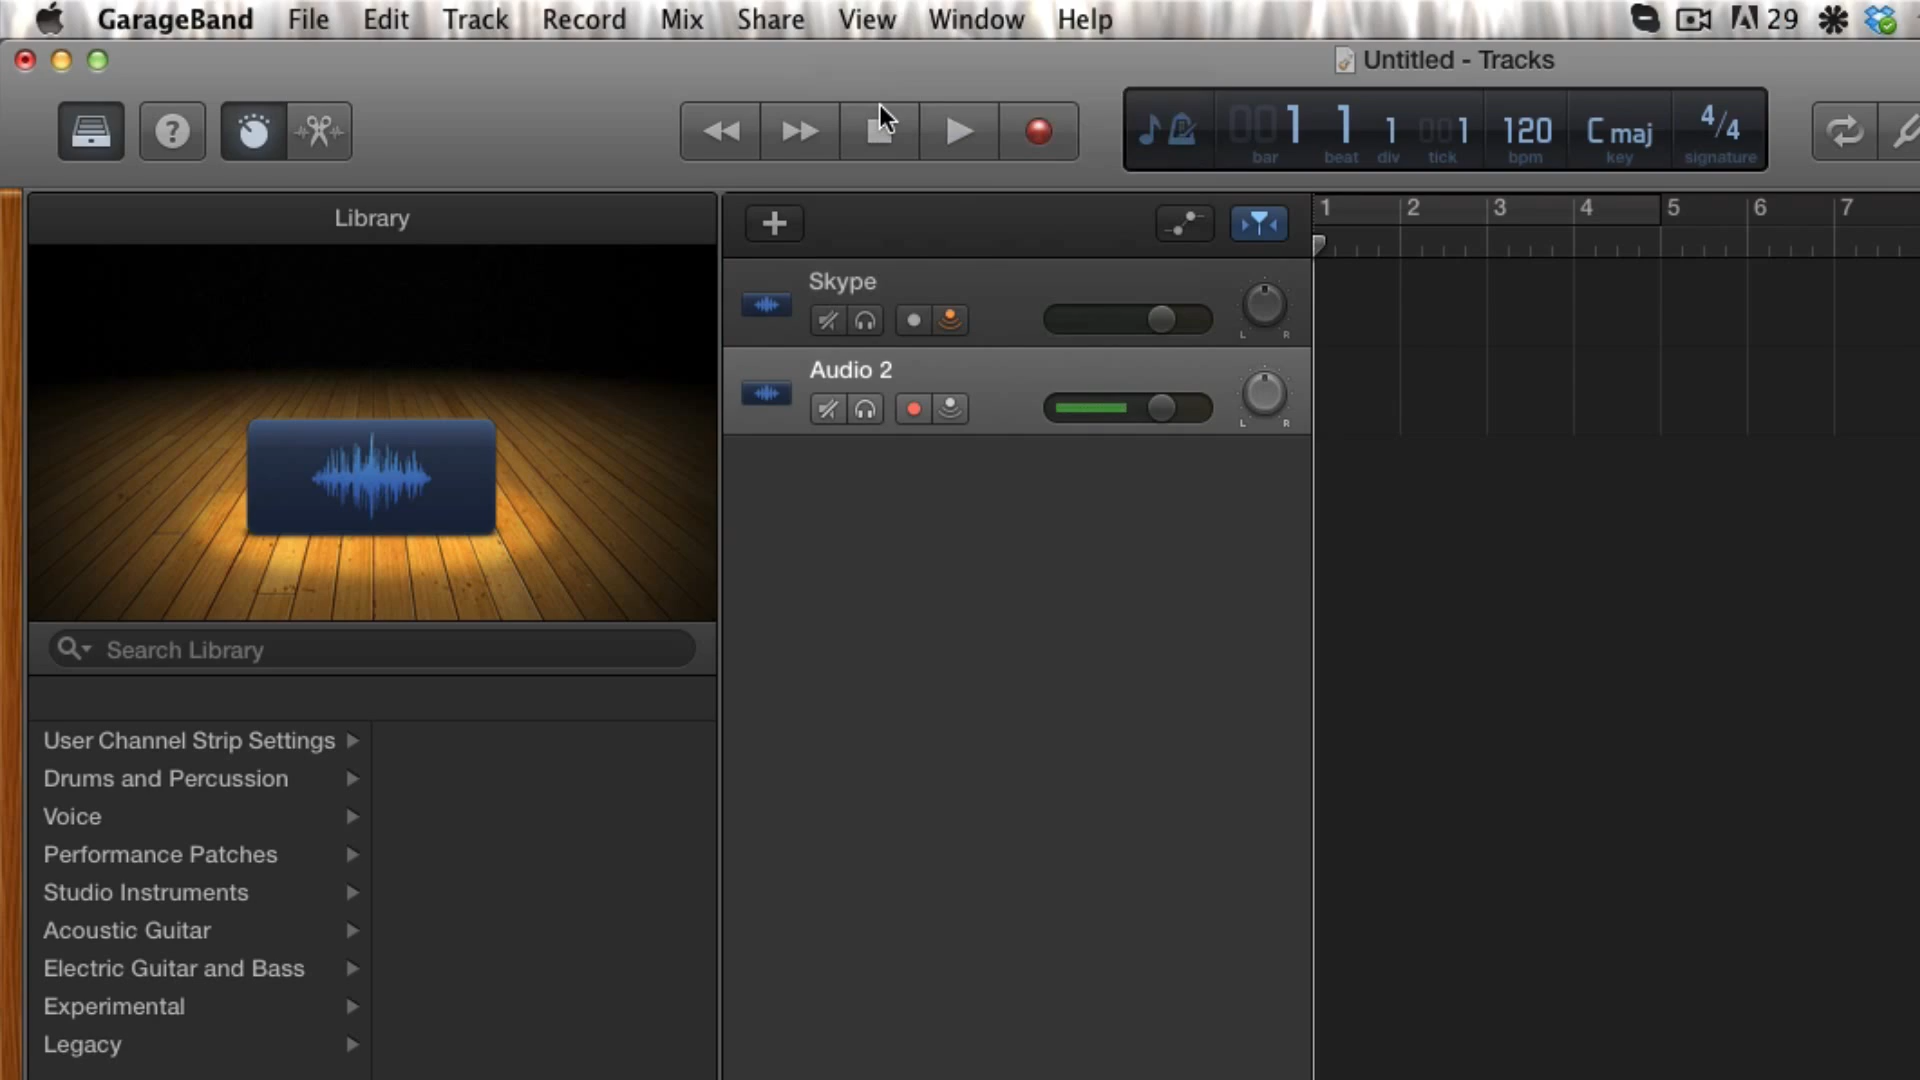 GarageBand File Edit Track Record Mix Share View Window Help 29
Untitled - Tracks
? 001 1 1 001 120 C maj 4/4
bar beat div tick bpm key signature
Library
1 2 3 4 5 6 7
Skype
L R
Audio 2
L R
Search Library
User Channel Strip Settings
Drums and Percussion
Voice
Performance Patches
Studio Instruments
Acoustic Guitar
Electric Guitar and Bass
Experimental
Legacy